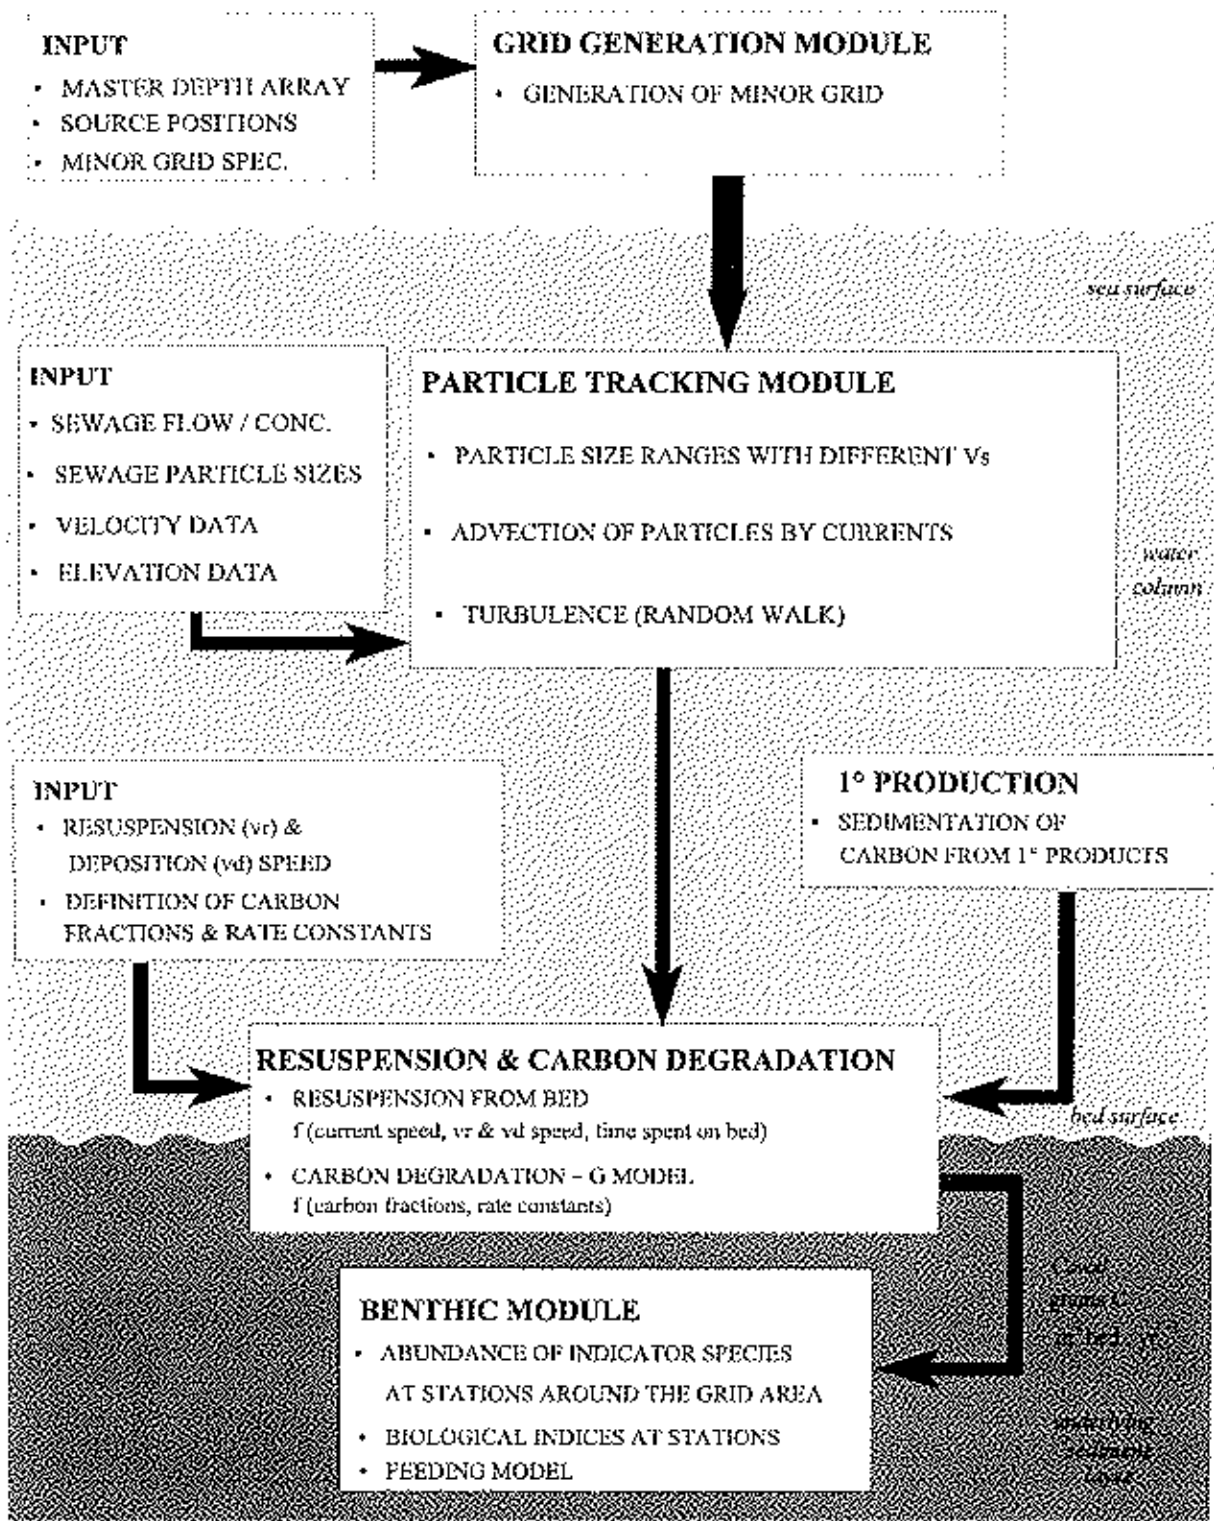 INPUT
• MASTER DEPTH ARRAY
• SOURCE POSITIONS
• MINOR GRID SPEC.
GRID GENERATION MODULE
• GENERATION OF MINOR GRID
sea surface
INPUT
• SEWAGE FLOW / CONC.
• SEWAGE PARTICLE SIZES
• VELOCITY DATA
• ELEVATION DATA
PARTICLE TRACKING MODULE
• PARTICLE SIZE RANGES WITH DIFFERENT Vs
• ADVECTION OF PARTICLES BY CURRENTS
• TURBULENCE (RANDOM WALK)
water
column
INPUT
• RESUSPENSION (vr) &
DEPOSITION (vd) SPEED
• DEFINITION OF CARBON
FRACTIONS & RATE CONSTANTS
1° PRODUCTION
• SEDIMENTATION OF
CARBON FROM 1° PRODUCTS
RESUSPENSION & CARBON DEGRADATION
• RESUSPENSION FROM BED
f (current speed, vr & vd speed, time spent on bed)
• CARBON DEGRADATION – G MODEL
f (carbon fractions, rate constants)
bed surface
grams C
BENTHIC MODULE
• ABUNDANCE OF INDICATOR SPECIES
AT STATIONS AROUND THE GRID AREA
• BIOLOGICAL INDICES AT STATIONS
• FEEDING MODEL
underlying
sediment
layer